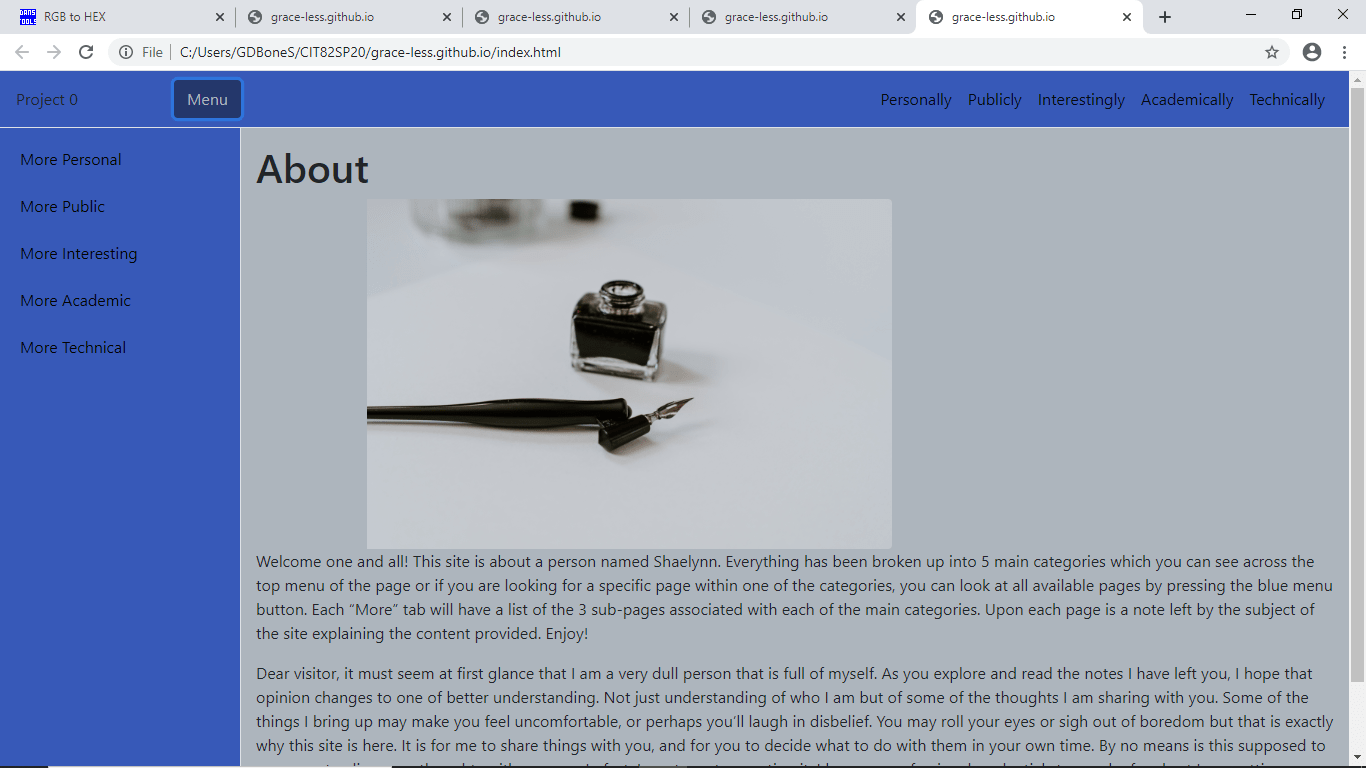 RGB to HEX
grace-less.github.io
grace-less.github.io
grace-less.github.io
grace-less.github.io
File | C:/Users/GDBoneS/CIT82SP20/grace-less.github.io/index.html
Project 0
Menu
Personally Publicly Interestingly Academically Technically
More Personal
More Public
More Interesting
More Academic
More Technical
About
Welcome one and all! This site is about a person named Shaelynn. Everything has been broken up into 5 main categories which you can see across the
top menu of the page or if you are looking for a specific page within one of the categories, you can look at all available pages by pressing the blue menu
button. Each “More” tab will have a list of the 3 sub-pages associated with each of the main categories. Upon each page is a note left by the subject of
the site explaining the content provided. Enjoy!
Dear visitor, it must seem at first glance that I am a very dull person that is full of myself. As you explore and read the notes I have left you, I hope that
opinion changes to one of better understanding. Not just understanding of who I am but of some of the thoughts I am sharing with you. Some of the
things I bring up may make you feel uncomfortable, or perhaps you’ll laugh in disbelief. You may roll your eyes or sigh out of boredom but that is exactly
why this site is here. It is for me to share things with you, and for you to decide what to do with them in your own time. By no means is this supposed to